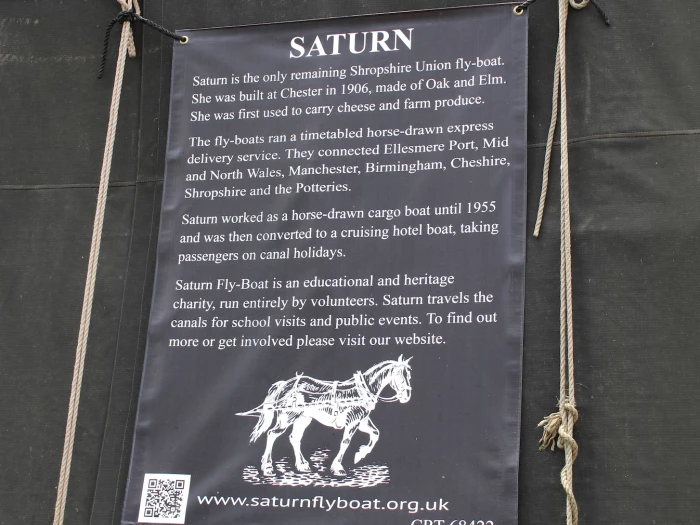 SATURN
Saturn is the only remaining Shropshire Union fly-boat.
She was built at Chester in 1906, made of Oak and Elm.
She was first used to carry cheese and farm produce.
The fly-boats ran a timetabled horse-drawn express
delivery service. They connected Ellesmere Port, Mid
and North Wales, Manchester, Birmingham, Cheshire,
Shropshire and the Potteries.
Saturn worked as a horse-drawn cargo boat until 1955
and was then converted to a cruising hotel boat, taking
passengers on canal holidays.
Saturn Fly-Boat is an educational and heritage
charity, run entirely by volunteers. Saturn travels the
canals for school visits and public events. To find out
more or get involved please visit our website.
www.saturnflyboat.org.uk
CRT 68422